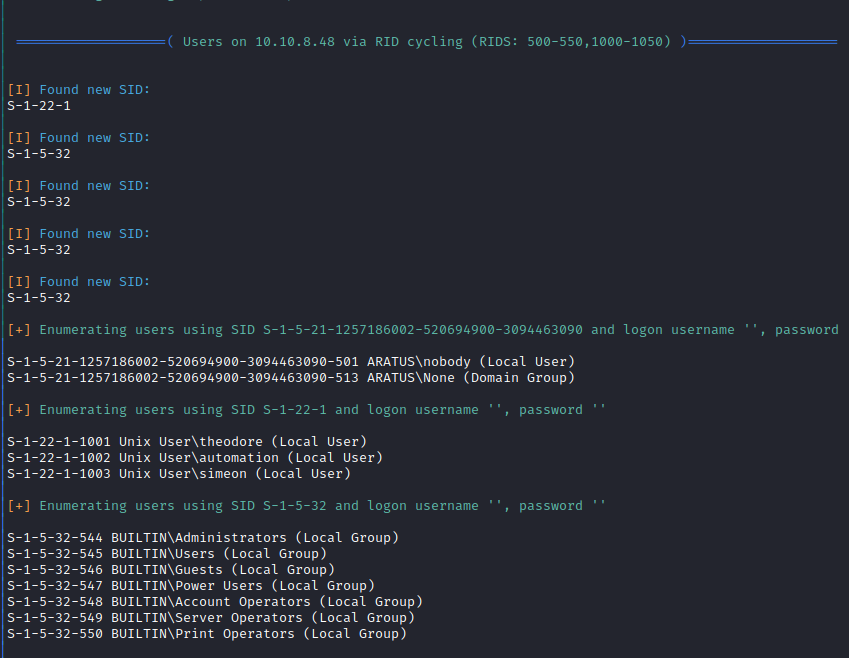 ( Users on 10.10.8.48 via RID cycling (RIDS: 500-550,1000-1050) )
[I] Found new SID:
S-1-22-1
[I] Found new SID:
S-1-5-32
[I] Found new SID:
S-1-5-32
[I] Found new SID:
S-1-5-32
[I] Found new SID:
S-1-5-32
[+] Enumerating users using SID S-1-5-21-1257186002-520694900-3094463090 and logon username '', password
S-1-5-21-1257186002-520694900-3094463090-501 ARATUS\nobody (Local User)
S-1-5-21-1257186002-520694900-3094463090-513 ARATUS\None (Domain Group)
[+] Enumerating users using SID S-1-22-1 and logon username '', password ''
S-1-22-1-1001 Unix User\theodore (Local User)
S-1-22-1-1002 Unix User\automation (Local User)
S-1-22-1-1003 Unix User\simeon (Local User)
[+] Enumerating users using SID S-1-5-32 and logon username '', password ''
S-1-5-32-544 BUILTIN\Administrators (Local Group)
S-1-5-32-545 BUILTIN\Users (Local Group)
S-1-5-32-546 BUILTIN\Guests (Local Group)
S-1-5-32-547 BUILTIN\Power Users (Local Group)
S-1-5-32-548 BUILTIN\Account Operators (Local Group)
S-1-5-32-549 BUILTIN\Server Operators (Local Group)
S-1-5-32-550 BUILTIN\Print Operators (Local Group)